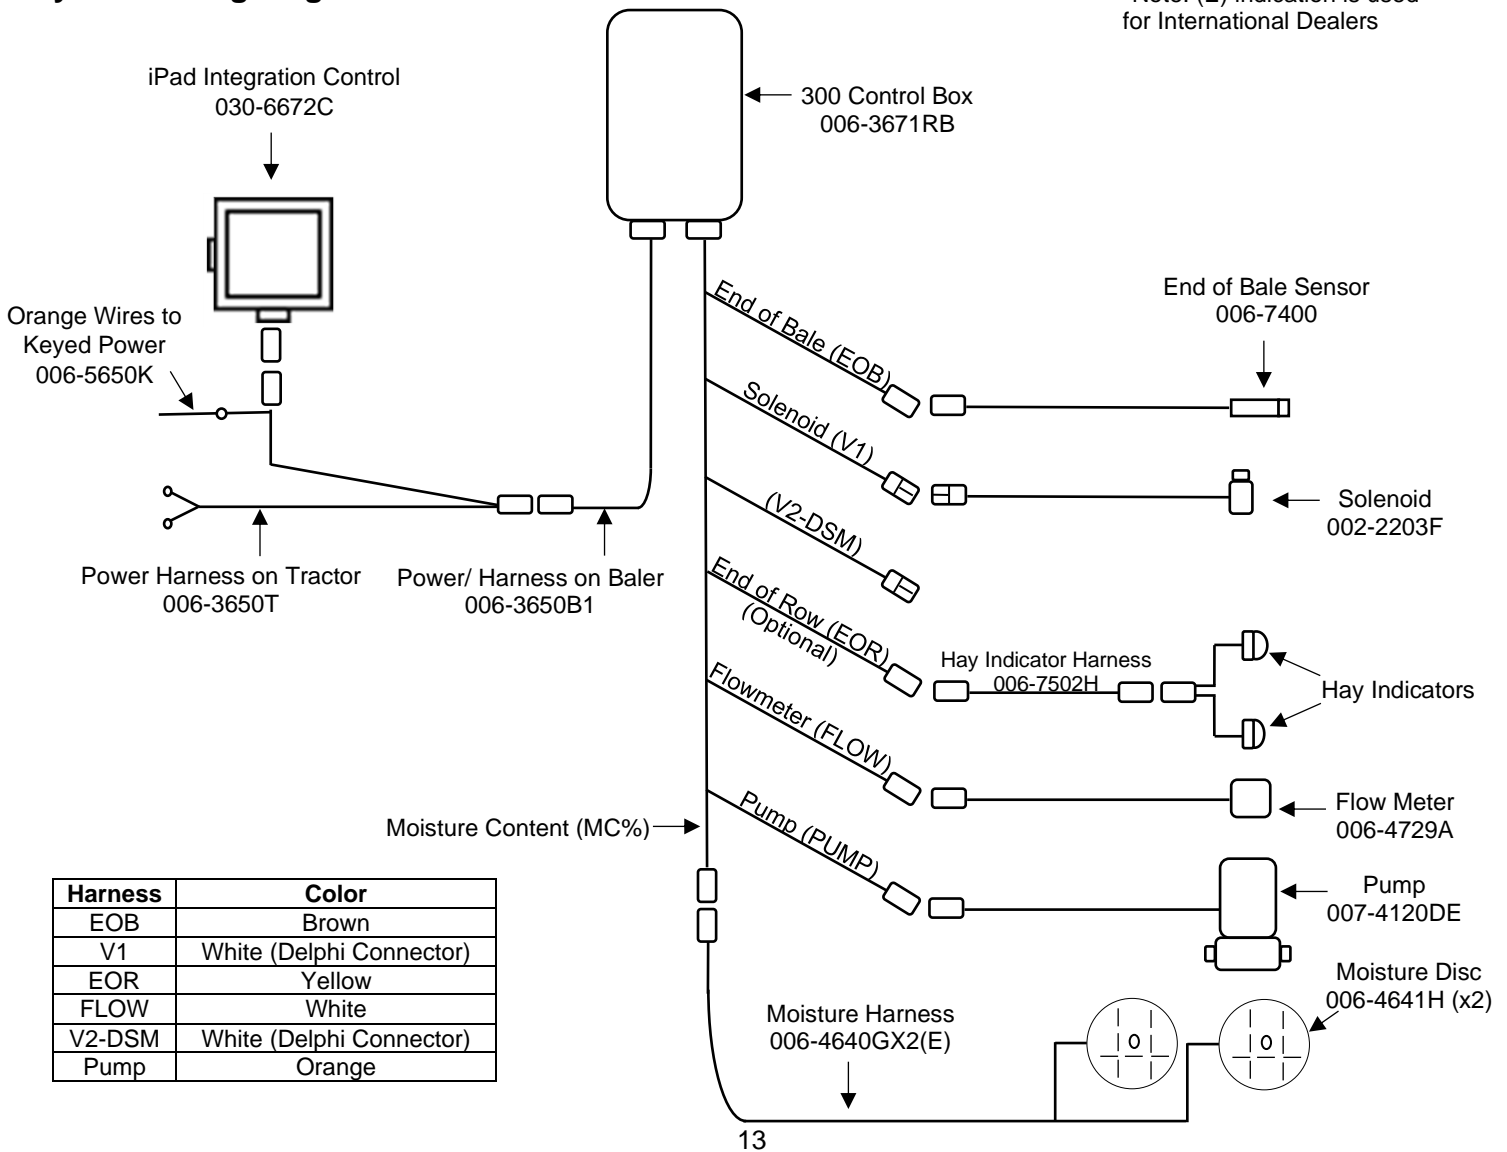 for International Dealers
iPad Integration Control
030-6672C
300 Control Box
006-3671RB
Orange Wires to
Keyed Power
006-5650K
End of Bale Sensor
006-7400
End of Bale (EOB)
Solenoid (V1)
Solenoid
002-2203F
(V2-DSM)
Power Harness on Tractor
006-3650T
Power/ Harness on Baler
006-3650B1
End of Row (EOR)
(Optional)
Hay Indicator Harness
006-7502H
Hay Indicators
Flowmeter (FLOW)
Flow Meter
006-4729A
Moisture Content (MC%)
Pump (PUMP)
Pump
007-4120DE
Harness Color
EOB Brown
V1 White (Delphi Connector)
EOR Yellow
FLOW White
V2-DSM White (Delphi Connector)
Pump Orange
Moisture Disc
006-4641H (x2)
Moisture Harness
006-4640GX2(E)
13